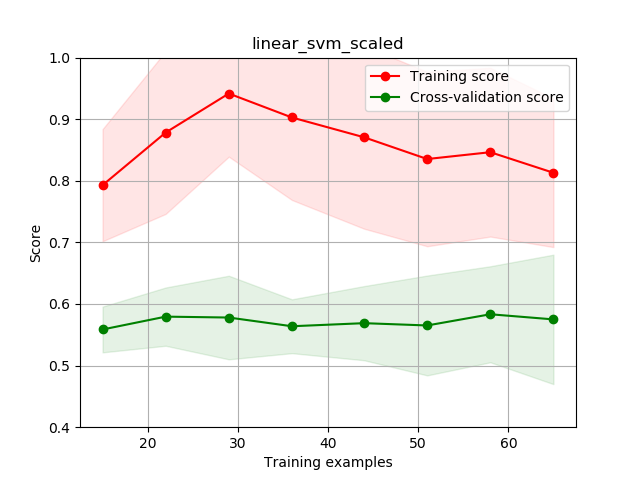 linear_svm_scaled
Training score
Cross-validation score
1.0
0.9
0.8
0.7
0.6
0.5
0.4
Score
20 30 40 50 60
Training examples